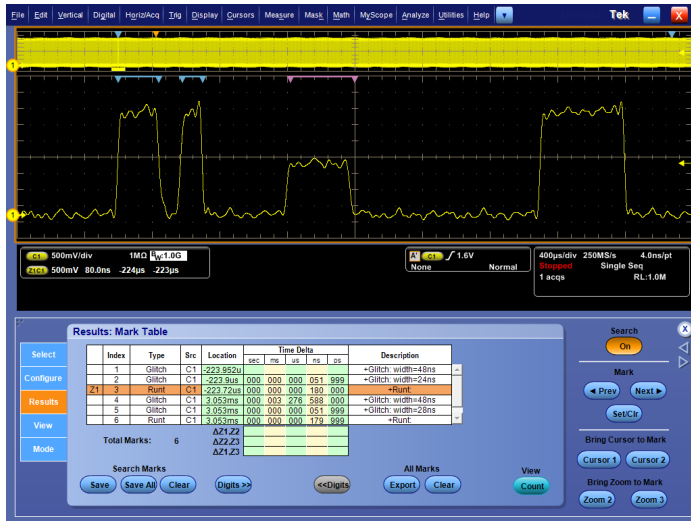 File Edit Vertical Digital Horiz/Acq Trig Display Cursors Measure Mask Math MyScope Analyze Utilities Help Tek X
1
1
C1 500mV/div 1MΩ BW:1.0G
Z1C1 500mV 80.0ns -224µs -223µs
A' C1 1.6V
None Normal
400µs/div 250MS/s 4.0ns/pt
Stopped Single Seq
1 acqs RL:1.0M
Results: Mark Table
Select
Configure
Results
View
Mode
Index Type Src Location Time Delta Description
sec ms us ns ps
1 Glitch C1 -223.952u +Glitch: width=48ns
2 Glitch C1 -223.9us 000 000 000 051 999 +Glitch: width=24ns
Z1 3 Runt C1 -223.72us 000 000 000 180 000 +Runt:
4 Glitch C1 3.053ms 000 003 276 588 000 +Glitch: width=48ns
5 Glitch C1 3.053ms 000 000 000 051 999 +Glitch: width=28ns
6 Runt C1 3.053ms 000 000 000 179 999 +Runt:
Total Marks: 6
ΔZ1.Z2
ΔZ2.Z3
ΔZ1.Z3
Search Marks
Save Save All Clear
Digits >>
<<Digits
All Marks
Export Clear
View
Count
Search
On
X
Mark
Prev Next
Set/Clr
Bring Cursor to Mark
Cursor 1 Cursor 2
Bring Zoom to Mark
Zoom 2 Zoom 3